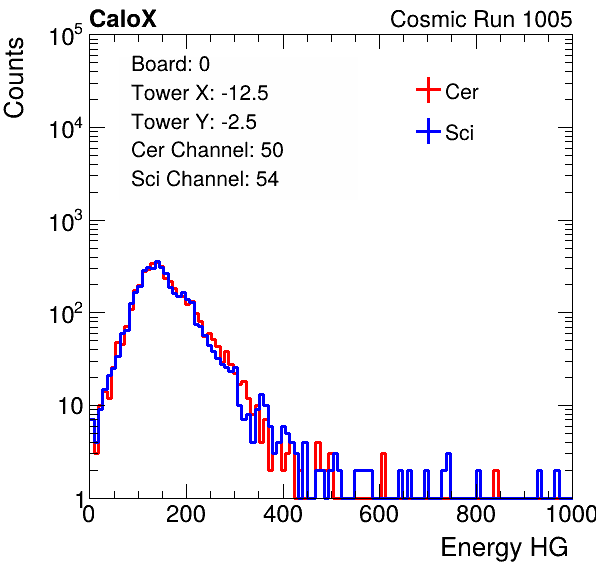 CaloX Cosmic Run 1005
Counts
Board: 0
Tower X: -12.5
Tower Y: -2.5
Cer Channel: 50
Sci Channel: 54
Cer
Sci
10^5
10^4
10^3
10^2
10
1
0 200 400 600 800 1000
Energy HG